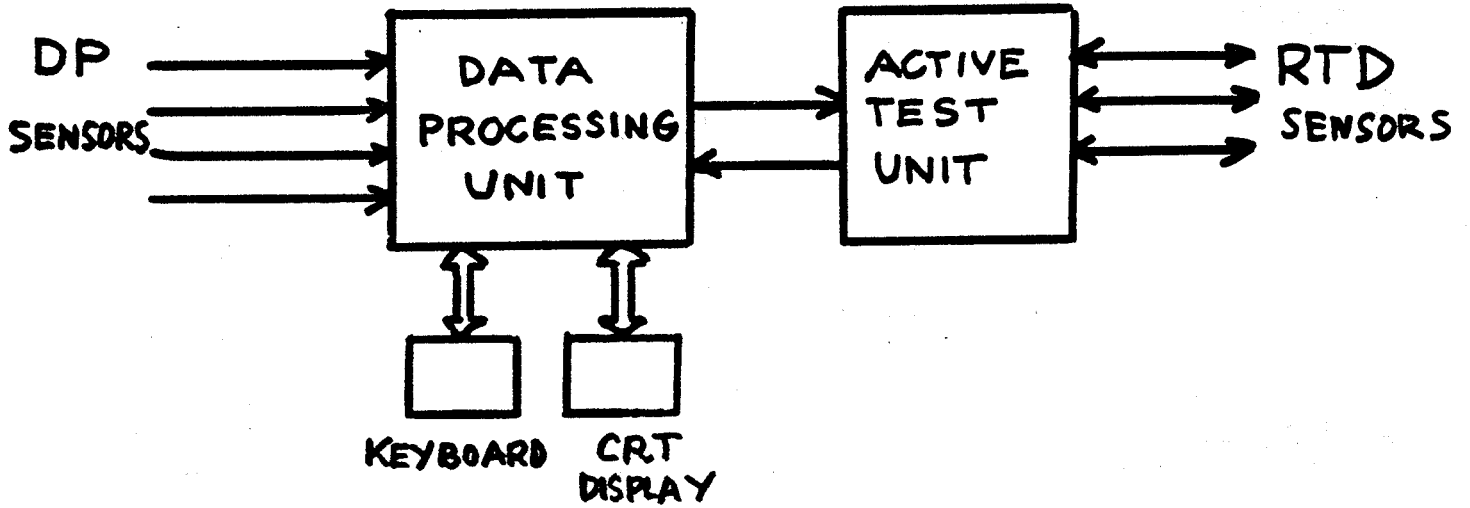 DP
SENSORS
DATA
PROCESSING
UNIT
ACTIVE
TEST
UNIT
RTD
SENSORS
KEYBOARD
CRT
DISPLAY